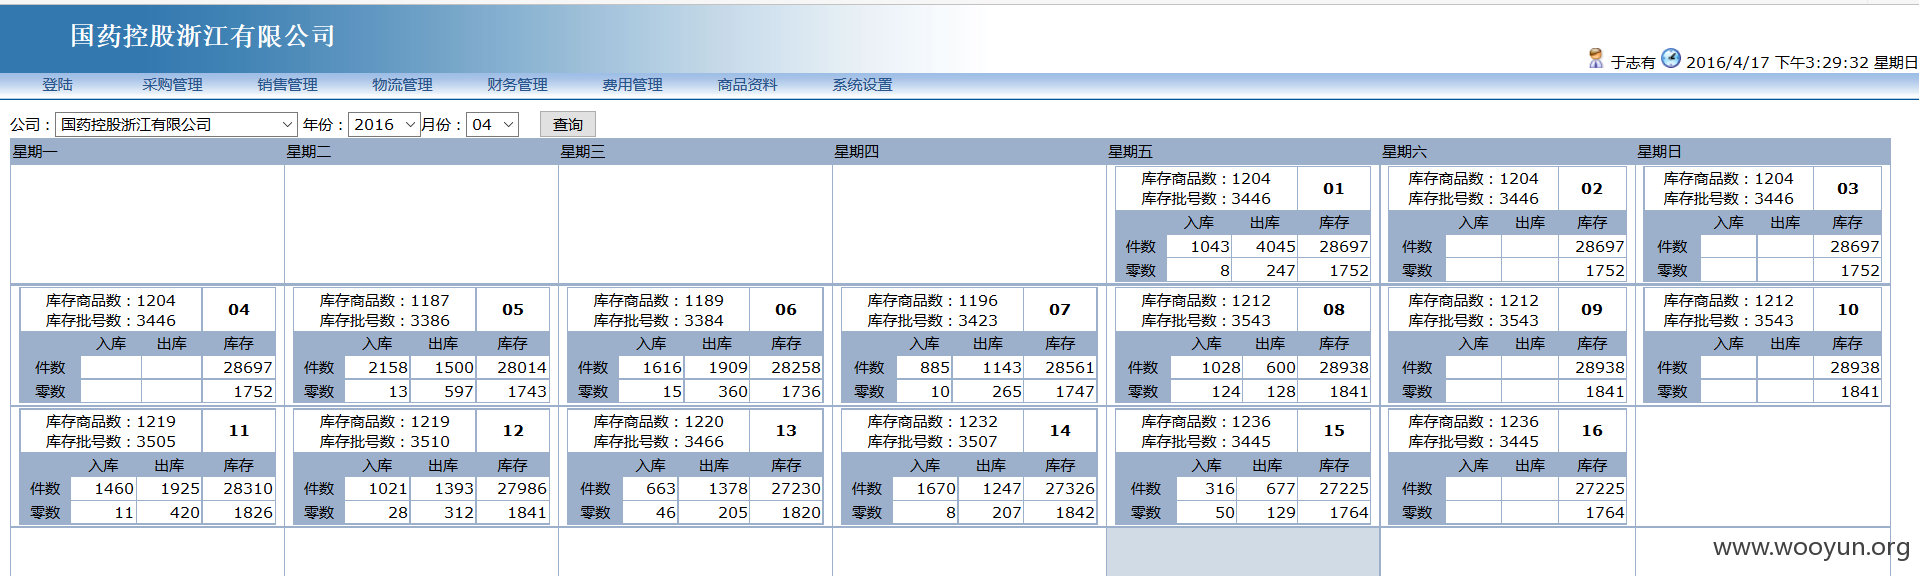 国药控股浙江有限公司
于志有 2016/4/17 下午3:29:32 星期日
登陆 采购管理 销售管理 物流管理 财务管理 费用管理 商品资料 系统设置
公司：国药控股浙江有限公司 年份：2016 月份：04 查询
星期一 星期二 星期三 星期四 星期五 星期六 星期日
库存商品数：1204 库存商品数：1204 库存商品数：1204
01 02 03
库存批号数：3446 库存批号数：3446 库存批号数：3446
入库 出库 库存 入库 出库 库存 入库 出库 库存
件数 1043 4045 28697 件数 28697 件数 28697
零数 8 247 1752 零数 1752 零数 1752
库存商品数：1204 库存商品数：1187 库存商品数：1189 库存商品数：1196 库存商品数：1212 库存商品数：1212 库存商品数：1212
04 05 06 07 08 09 10
库存批号数：3446 库存批号数：3386 库存批号数：3384 库存批号数：3423 库存批号数：3543 库存批号数：3543 库存批号数：3543
入库 出库 库存 入库 出库 库存 入库 出库 库存 入库 出库 库存 入库 出库 库存 入库 出库 库存 入库 出库 库存
件数 28697 件数 2158 1500 28014 件数 1616 1909 28258 件数 885 1143 28561 件数 1028 600 28938 件数 28938 件数 28938
零数 1752 零数 13 597 1743 零数 15 360 1736 零数 10 265 1747 零数 124 128 1841 零数 1841 零数 1841
库存商品数：1219 库存商品数：1219 库存商品数：1220 库存商品数：1232 库存商品数：1236 库存商品数：1236
11 12 13 14 15 16
库存批号数：3505 库存批号数：3510 库存批号数：3466 库存批号数：3507 库存批号数：3445 库存批号数：3445
入库 出库 库存 入库 出库 库存 入库 出库 库存 入库 出库 库存 入库 出库 库存 入库 出库 库存
件数 1460 1925 28310 件数 1021 1393 27986 件数 663 1378 27230 件数 1670 1247 27326 件数 316 677 27225 件数 27225
零数 11 420 1826 零数 28 312 1841 零数 46 205 1820 零数 8 207 1842 零数 50 129 1764 零数 1764
www.wooyun.org